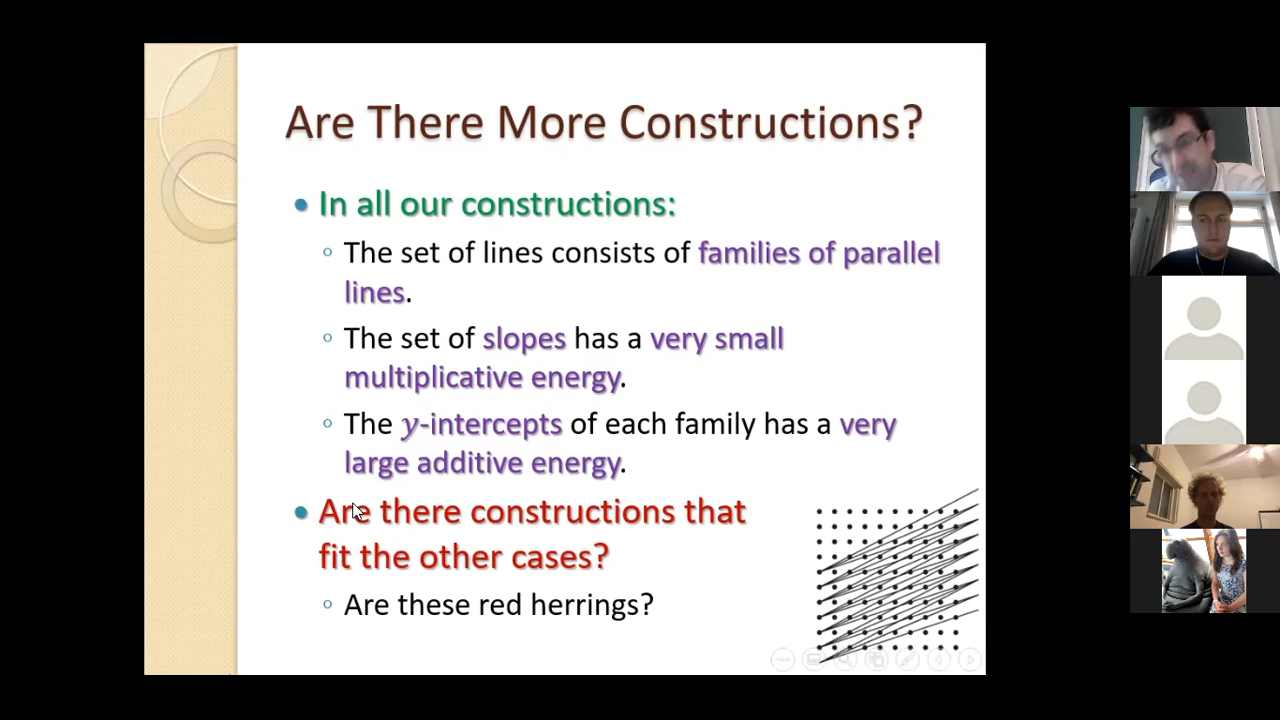 Are There More Constructions?
In all our constructions:
The set of lines consists of families of parallel
lines.
The set of slopes has a very small
multiplicative energy.
The y-intercepts of each family has a very
large additive energy.
Are there constructions that
fit the other cases?
Are these red herrings?